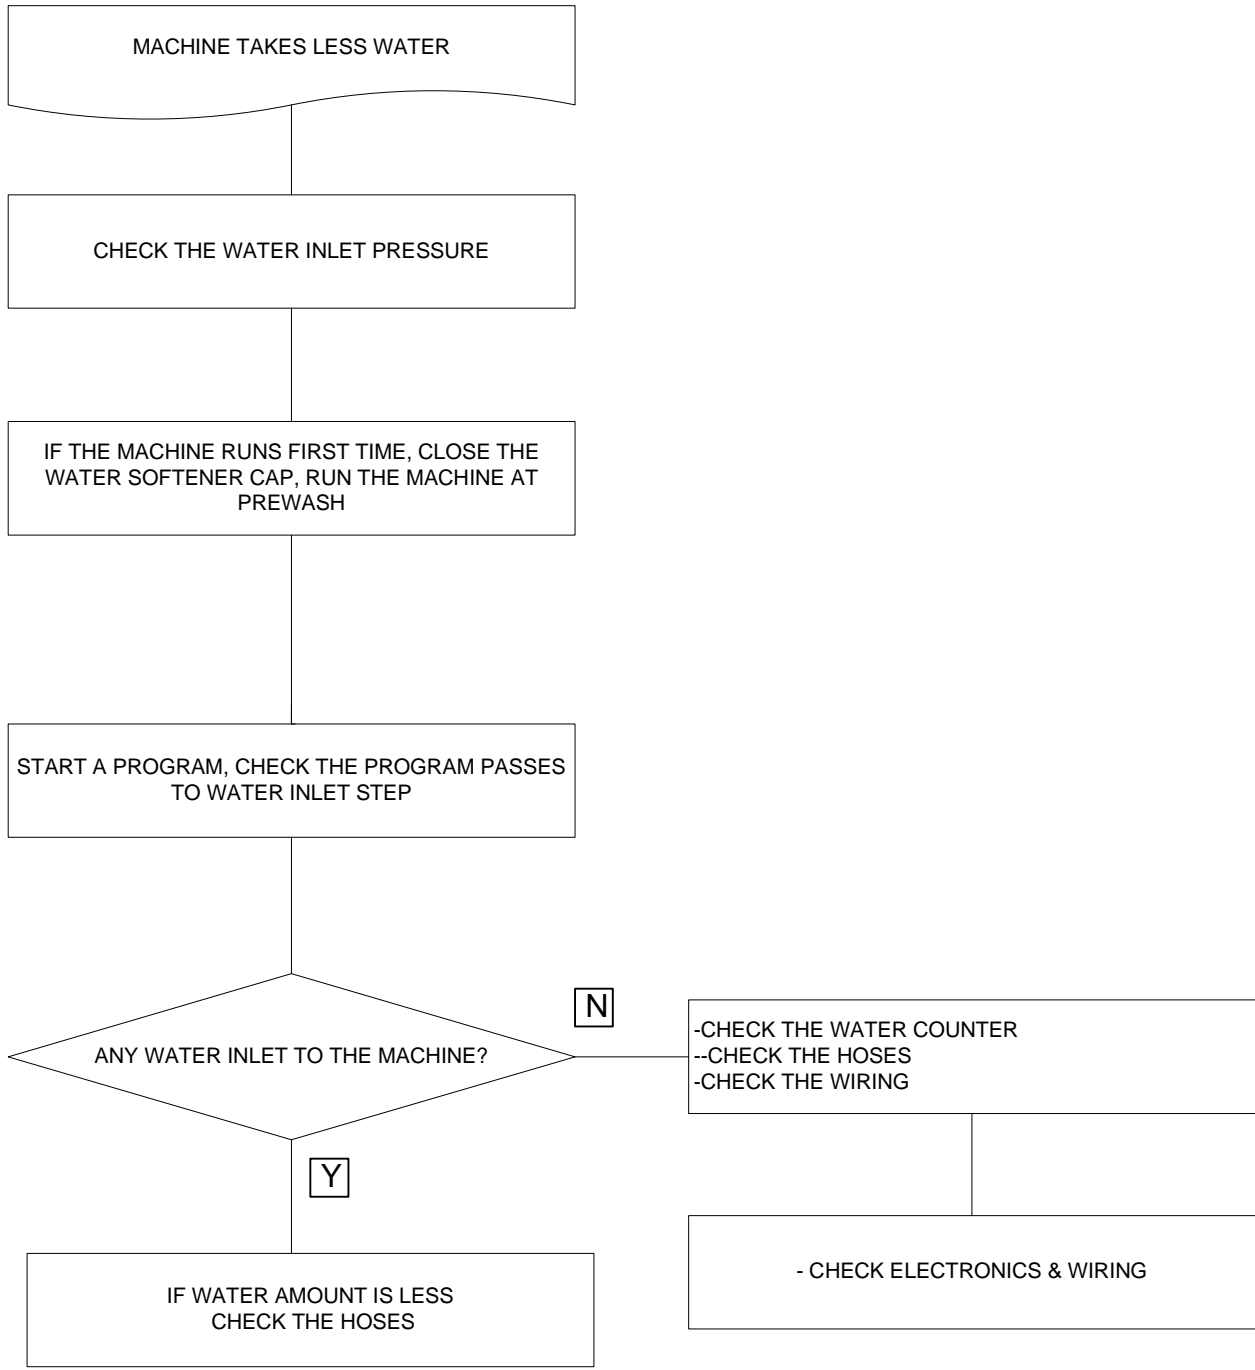 MACHINE TAKES LESS WATER
CHECK THE WATER INLET PRESSURE
IF THE MACHINE RUNS FIRST TIME, CLOSE THE
WATER SOFTENER CAP, RUN THE MACHINE AT
PREWASH
START A PROGRAM, CHECK THE PROGRAM PASSES
TO WATER INLET STEP
ANY WATER INLET TO THE MACHINE?
N
-CHECK THE WATER COUNTER
--CHECK THE HOSES
-CHECK THE WIRING
Y
IF WATER AMOUNT IS LESS
CHECK THE HOSES
- CHECK ELECTRONICS & WIRING